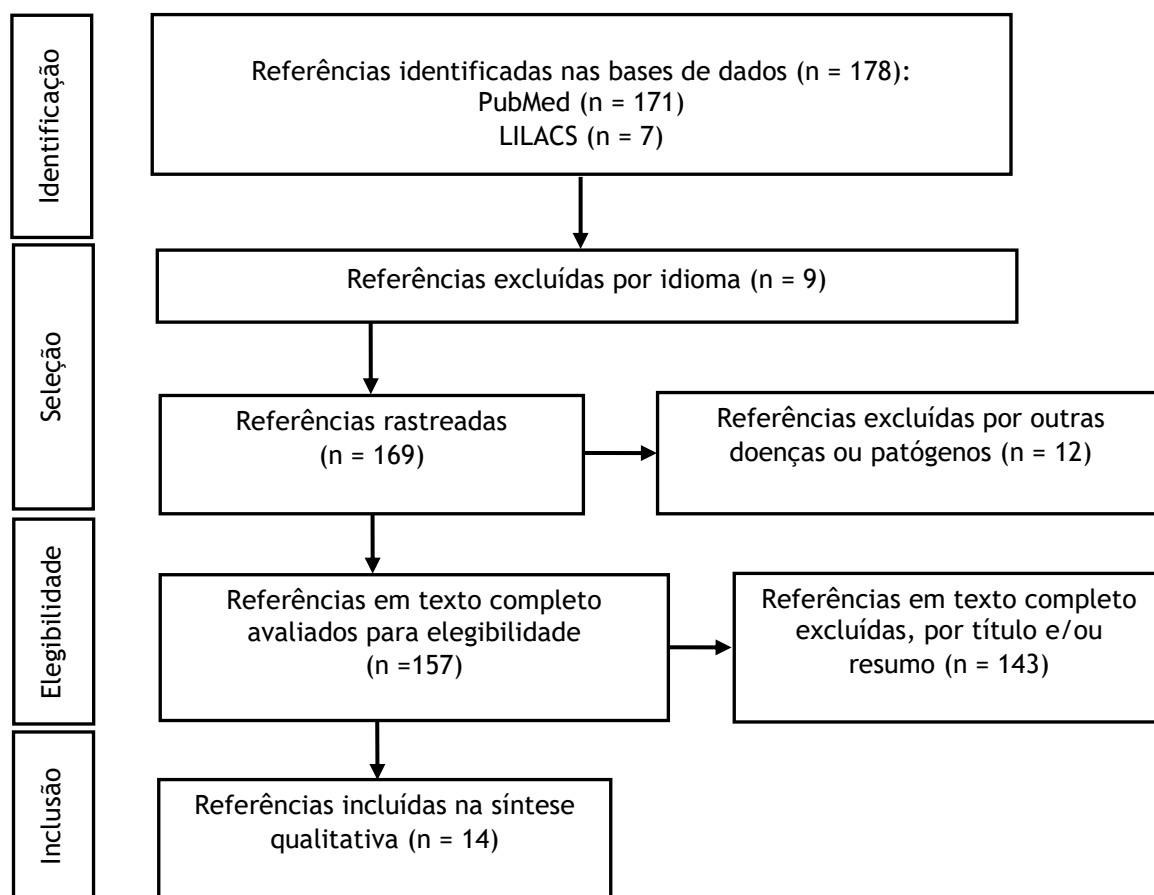 Identificação
Referências identificadas nas bases de dados (n = 178):
PubMed (n = 171)
LILACS (n = 7)
Seleção
Referências excluídas por idioma (n = 9)
Referências rastreadas
(n = 169)
Referências excluídas por outras
doenças ou patógenos (n = 12)
Elegibilidade
Referências em texto completo
avaliados para elegibilidade
(n =157)
Referências em texto completo
excluídas, por título e/ou
resumo (n = 143)
Inclusão
Referências incluídas na síntese
qualitativa (n = 14)